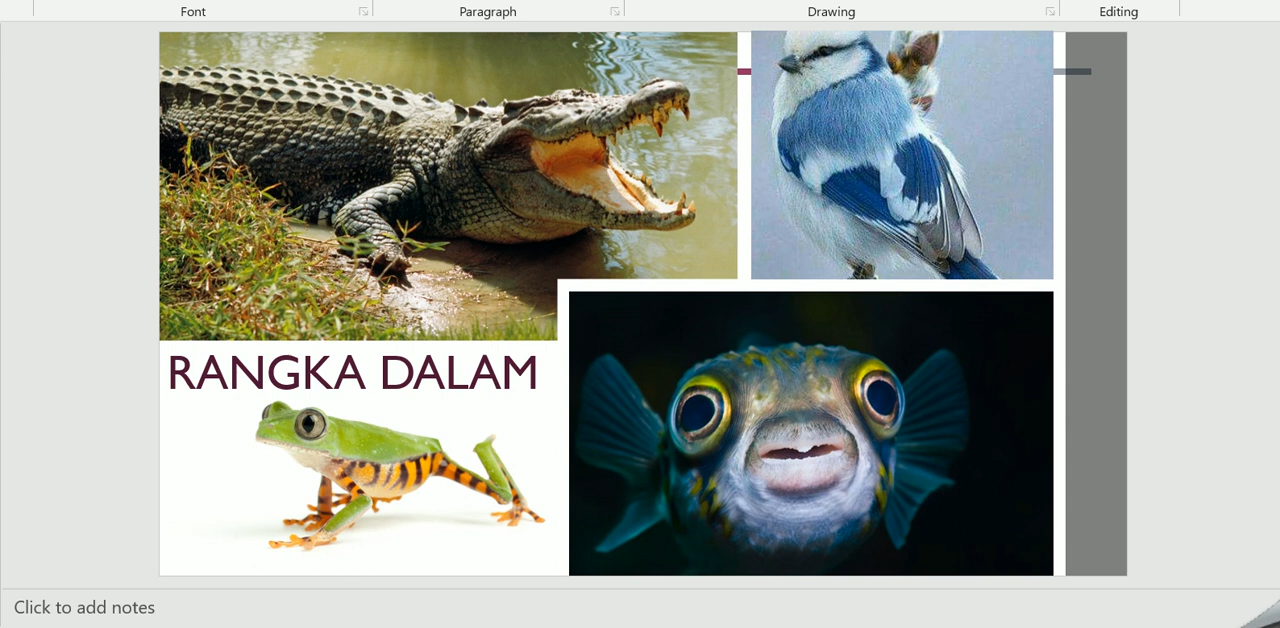 Font
Paragraph
Drawing
Editing
RANGKA DALAM
Click to add notes